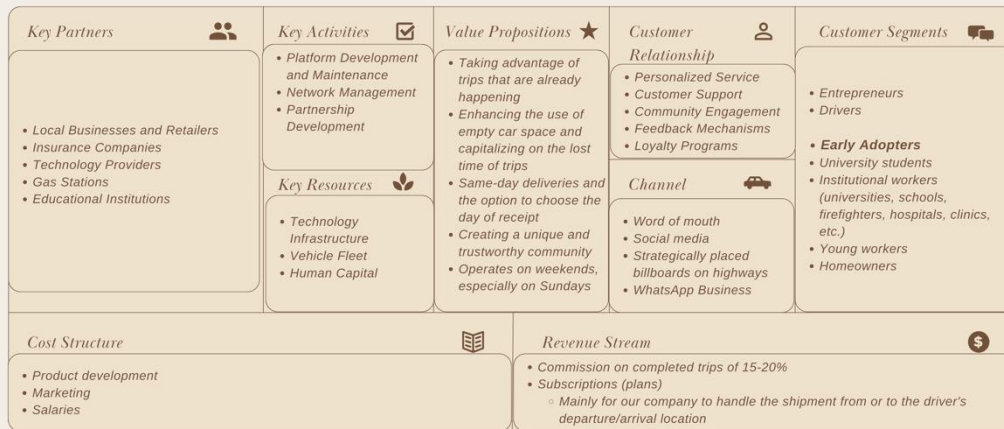 Key Partners
Local Businesses and Retailers
Insurance Companies
Technology Providers
Gas Stations
Educational Institutions
Key Activities
Platform Development
and Maintenance
Network Management
Partnership
Development
Key Resources
Technology
Infrastructure
Vehicle Fleet
Human Capital
Value Propositions
Taking advantage of
trips that are already
happening
Enhancing the use of
empty car space and
capitalizing on the lost
time of trips
Same-day deliveries and
the option to choose the
day of receipt
Creating a unique and
trustworthy community
Operates on weekends,
especially on Sundays
Customer
Relationship
Personalized Service
Customer Support
Community Engagement
Feedback Mechanisms
Loyalty Programs
Channel
Word of mouth
Social media
Strategically placed
billboards on highways
WhatsApp Business
Customer Segments
Entrepreneurs
Drivers
Early Adopters
University students
Institutional workers
(universities, schools,
firefighters, hospitals, clinics,
etc.)
Young workers
Homeowners
Cost Structure
Product development
Marketing
Salaries
Revenue Stream
$
Commission on completed trips of 15-20%
Subscriptions (plans)
Mainly for our company to handle the shipment from or to the driver's
departure/arrival location